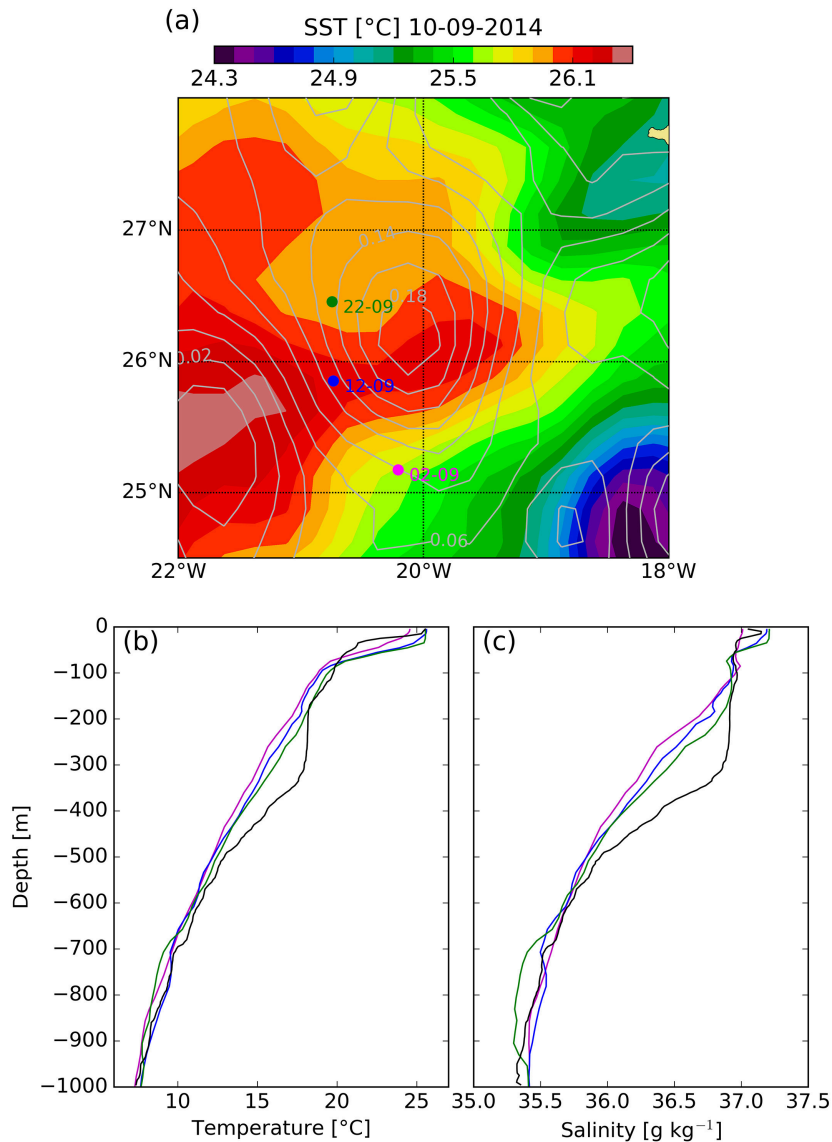 (a)
SST [°C] 10-09-2014
24.3 24.9 25.5 26.1
27°N
26°N
25°N
0.14
0.18
22-09
0.02
12-09
02-09
0.06
22°W 20°W 18°W
(b) (c)
0
−100
−200
−300
−400
−500
−600
−700
−800
−900
−1000
Depth [m]
10 15 20 25
35.0 35.5 36.0 36.5 37.0 37.5
Temperature [°C] Salinity [g kg⁻¹]